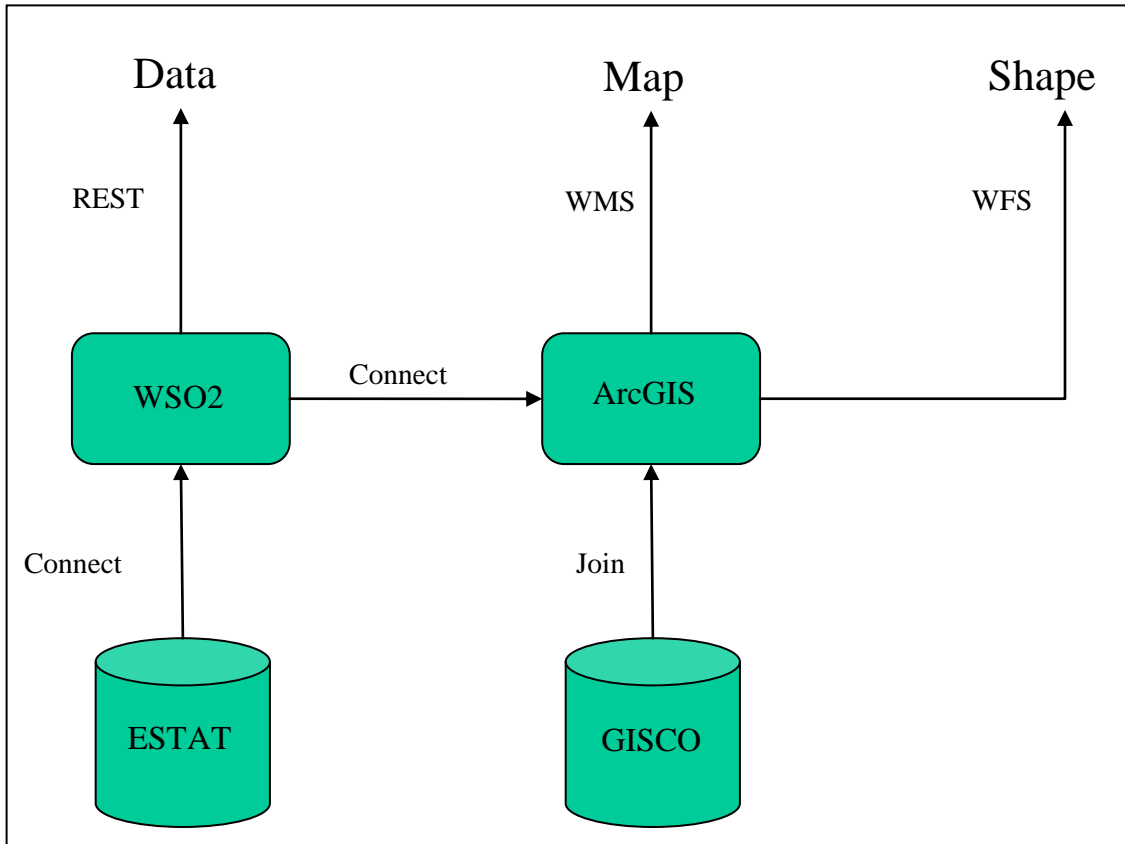 Data
Map
Shape
REST
WMS
WFS
WSO2
Connect
ArcGIS
Connect
Join
ESTAT
GISCO